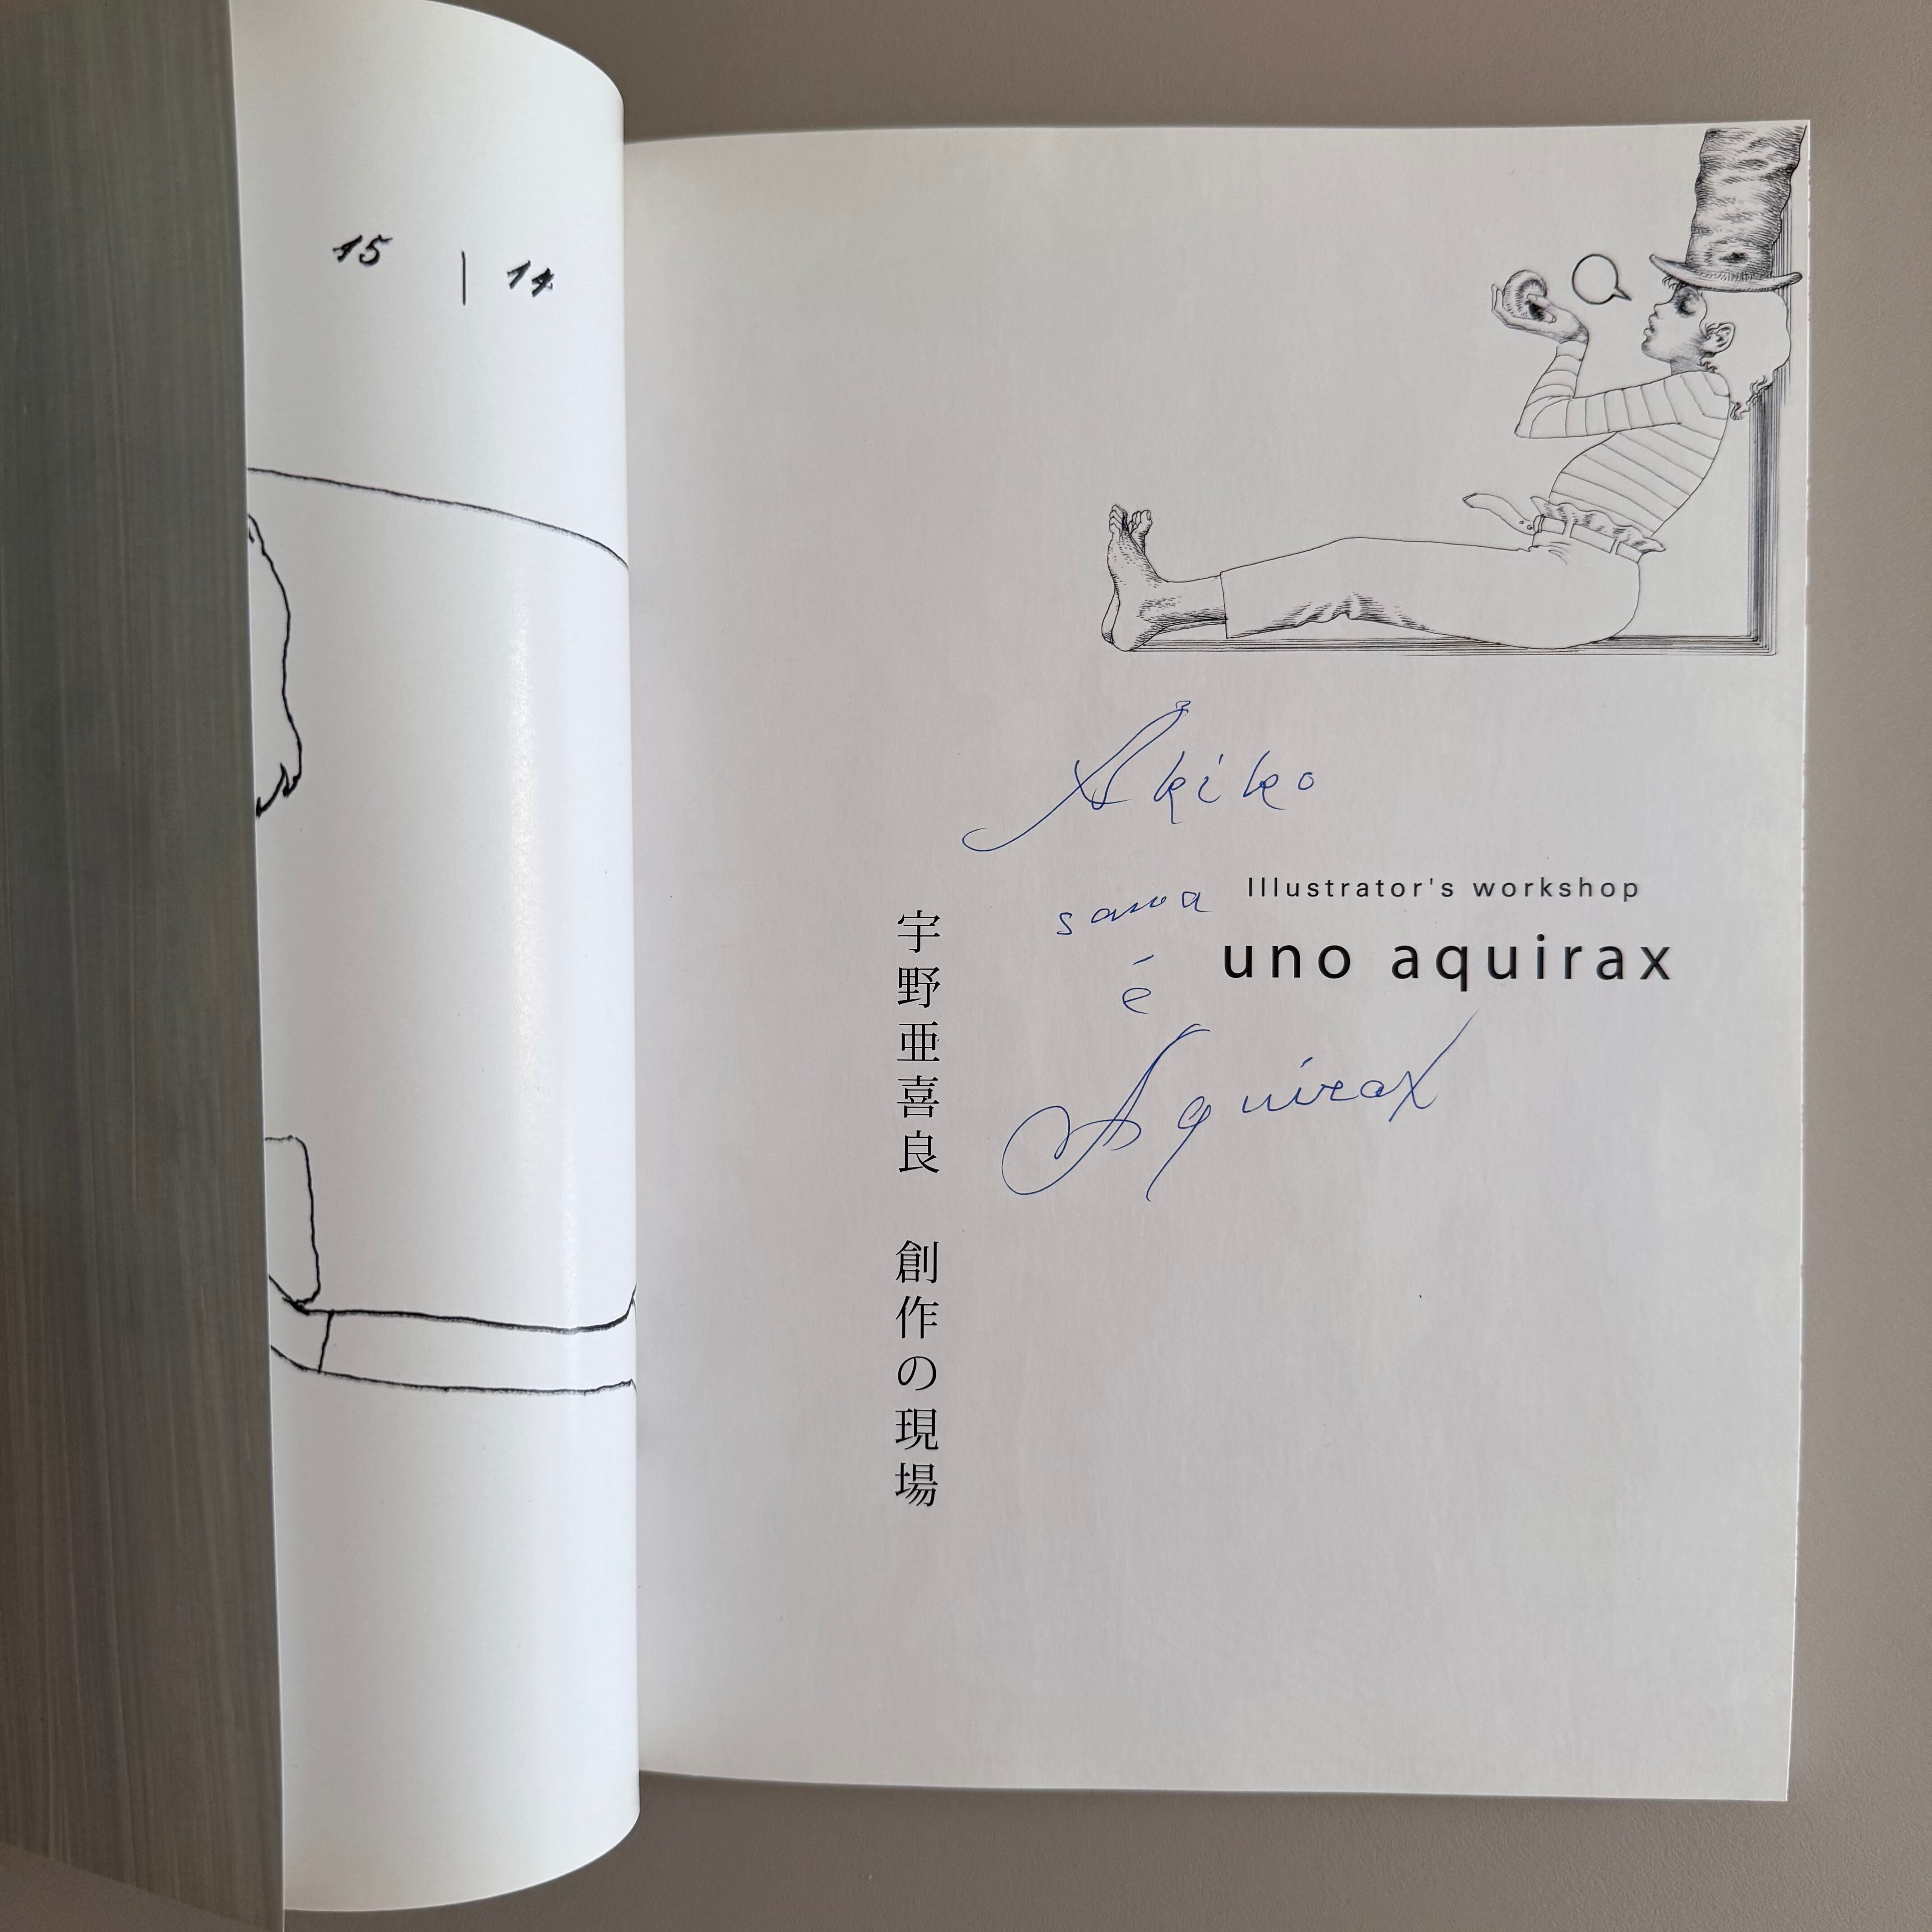 15 | 14
Akiko
sama
é
Aquirax
Illustrator's workshop
uno aquirax
宇野亜喜良 創作の現場